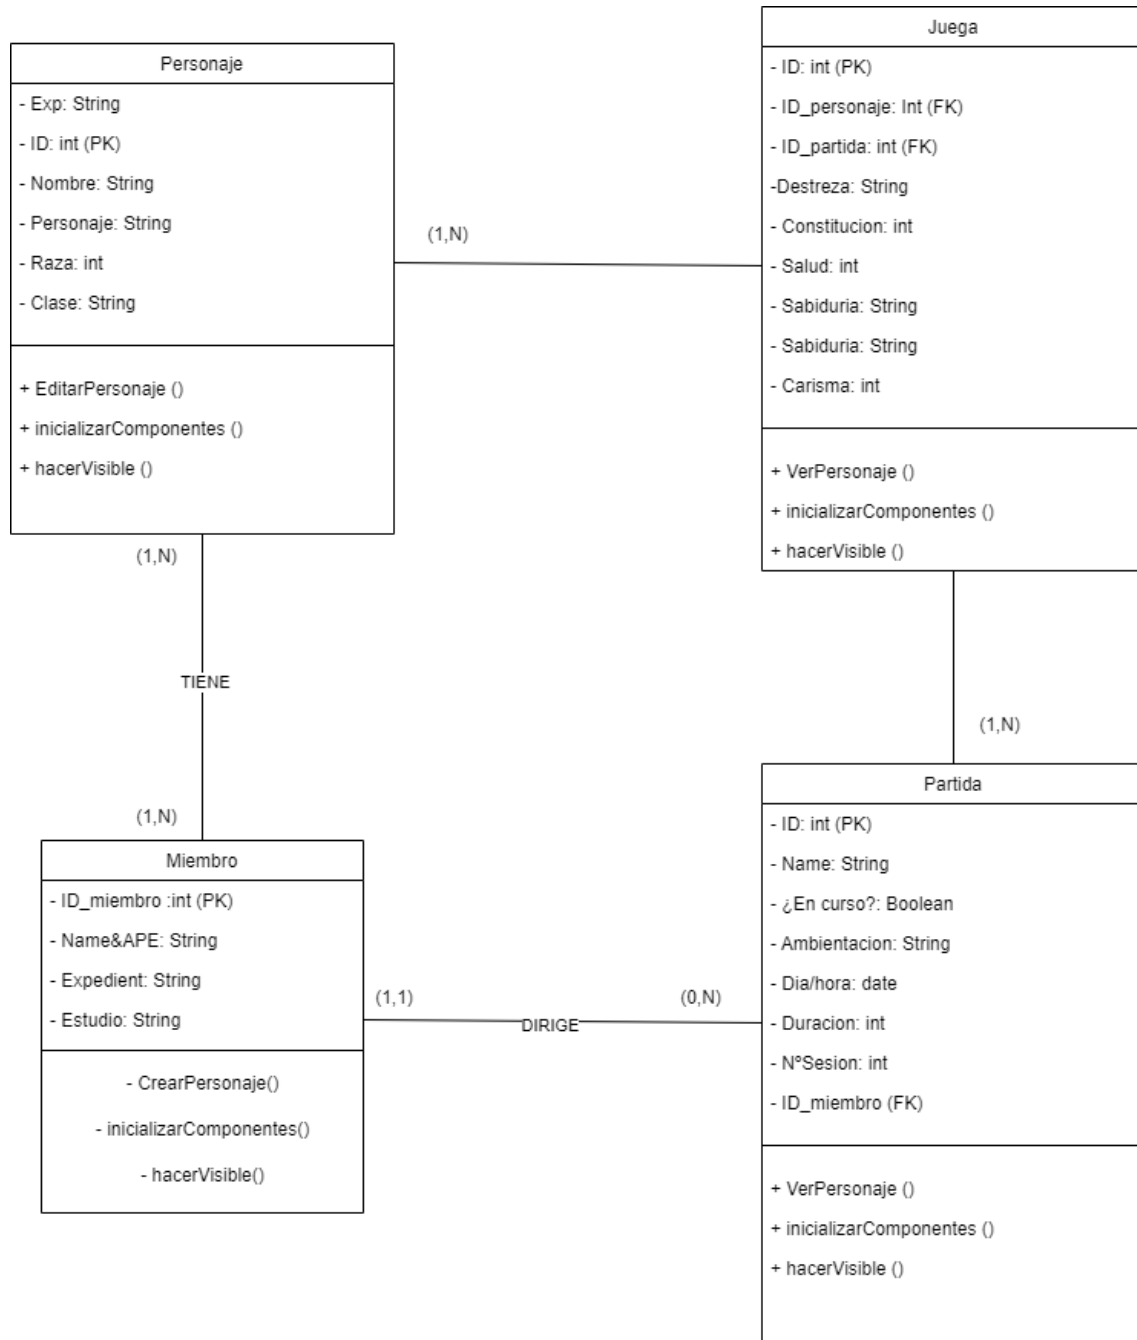 Personaje
- Exp: String
- ID: int (PK)
- Nombre: String
- Personaje: String
- Raza: int
- Clase: String
+ EditarPersonaje ()
+ inicializarComponentes ()
+ hacerVisible ()
(1,N)
Juega
- ID: int (PK)
- ID_personaje: Int (FK)
- ID_partida: int (FK)
-Destreza: String
- Constitucion: int
- Salud: int
- Sabiduria: String
- Sabiduria: String
- Carisma: int
+ VerPersonaje ()
+ inicializarComponentes ()
+ hacerVisible ()
(1,N)
TIENE
(1,N)
(1,N)
Miembro
- ID_miembro :int (PK)
- Name&APE: String
- Expedient: String
- Estudio: String
- CrearPersonaje()
- inicializarComponentes()
- hacerVisible()
(1,1)
DIRIGE
(0,N)
Partida
- ID: int (PK)
- Name: String
- ¿En curso?: Boolean
- Ambientacion: String
- Dia/hora: date
- Duracion: int
- NºSesion: int
- ID_miembro (FK)
+ VerPersonaje ()
+ inicializarComponentes ()
+ hacerVisible ()